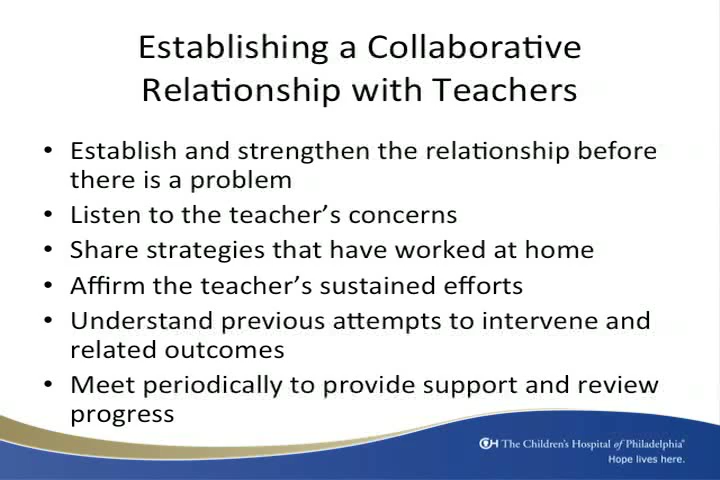 Establishing a Collaborative
Relationship with Teachers
• Establish and strengthen the relationship before
there is a problem
• Listen to the teacher’s concerns
• Share strategies that have worked at home
• Affirm the teacher’s sustained efforts
• Understand previous attempts to intervene and
related outcomes
• Meet periodically to provide support and review
progress
CH The Children's Hospital of Philadelphia®
Hope lives here.